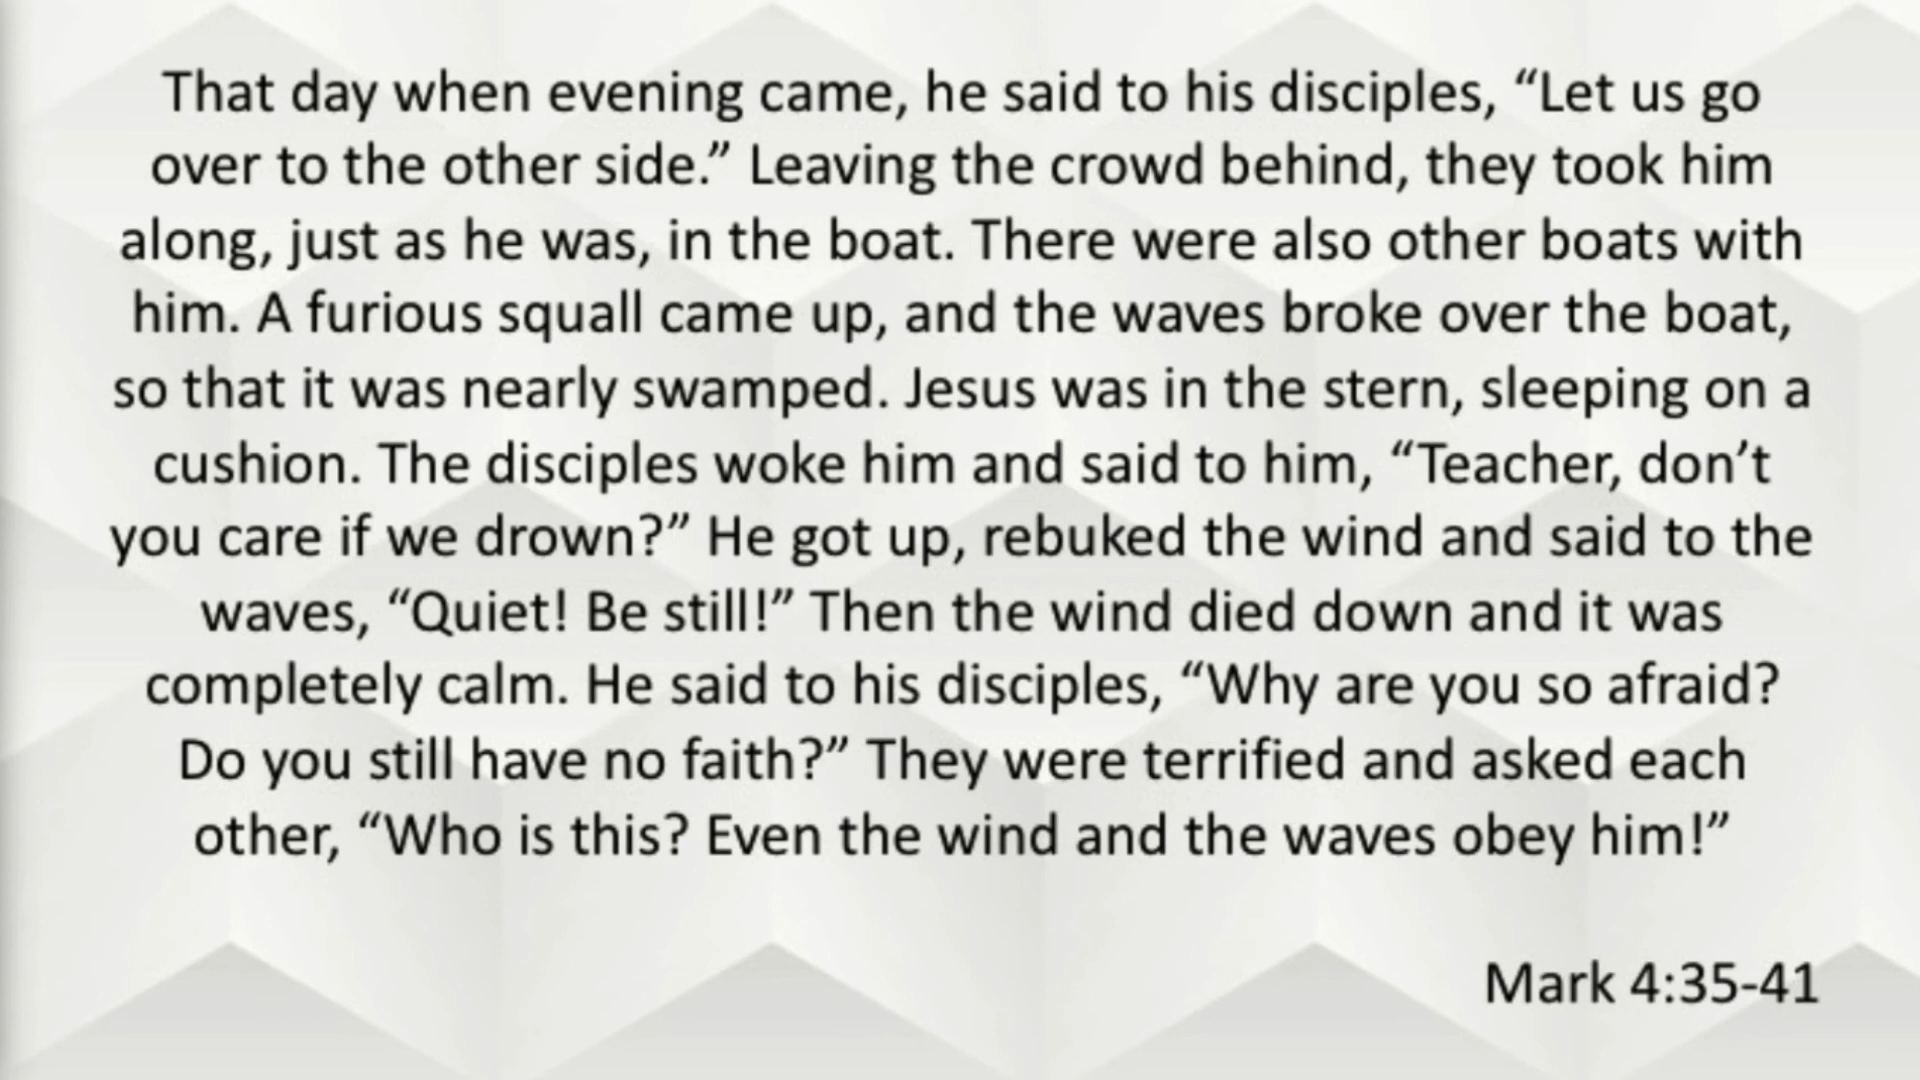 That day when evening came, he said to his disciples, “Let us go
over to the other side.” Leaving the crowd behind, they took him
along, just as he was, in the boat. There were also other boats with
him. A furious squall came up, and the waves broke over the boat,
so that it was nearly swamped. Jesus was in the stern, sleeping on a
cushion. The disciples woke him and said to him, “Teacher, don’t
you care if we drown?” He got up, rebuked the wind and said to the
waves, “Quiet! Be still!” Then the wind died down and it was
completely calm. He said to his disciples, “Why are you so afraid?
Do you still have no faith?” They were terrified and asked each
other, “Who is this? Even the wind and the waves obey him!”
Mark 4:35-41